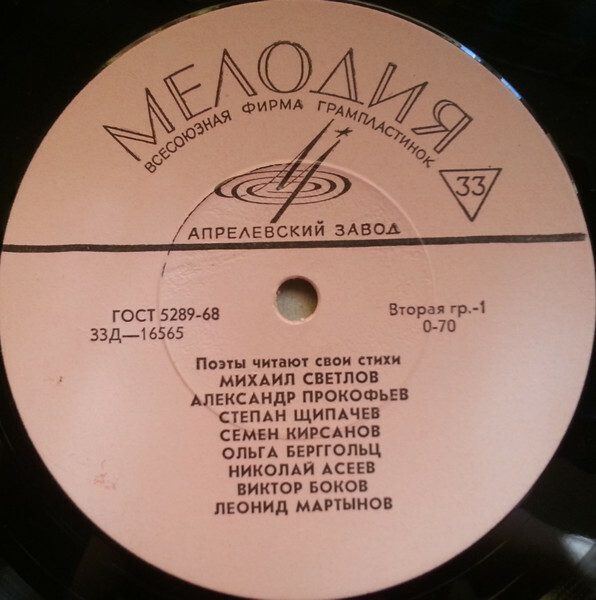 МЕЛОДИЯ
ВСЕСОЮЗНАЯ ФИРМА ГРАМПЛАСТИНОК
33
АПРЕЛЕВСКИЙ ЗАВОД
ГОСТ 5289-68
33Д—16565
Вторая гр.-1
0-70
Поэты читают свои стихи
МИХАИЛ СВЕТЛОВ
АЛЕКСАНДР ПРОКОФЬЕВ
СТЕПАН ЩИПАЧЕВ
СЕМЕН КИРСАНОВ
ОЛЬГА БЕРГГОЛЬЦ
НИКОЛАЙ АСЕЕВ
ВИКТОР БОКОВ
ЛЕОНИД МАРТЫНОВ